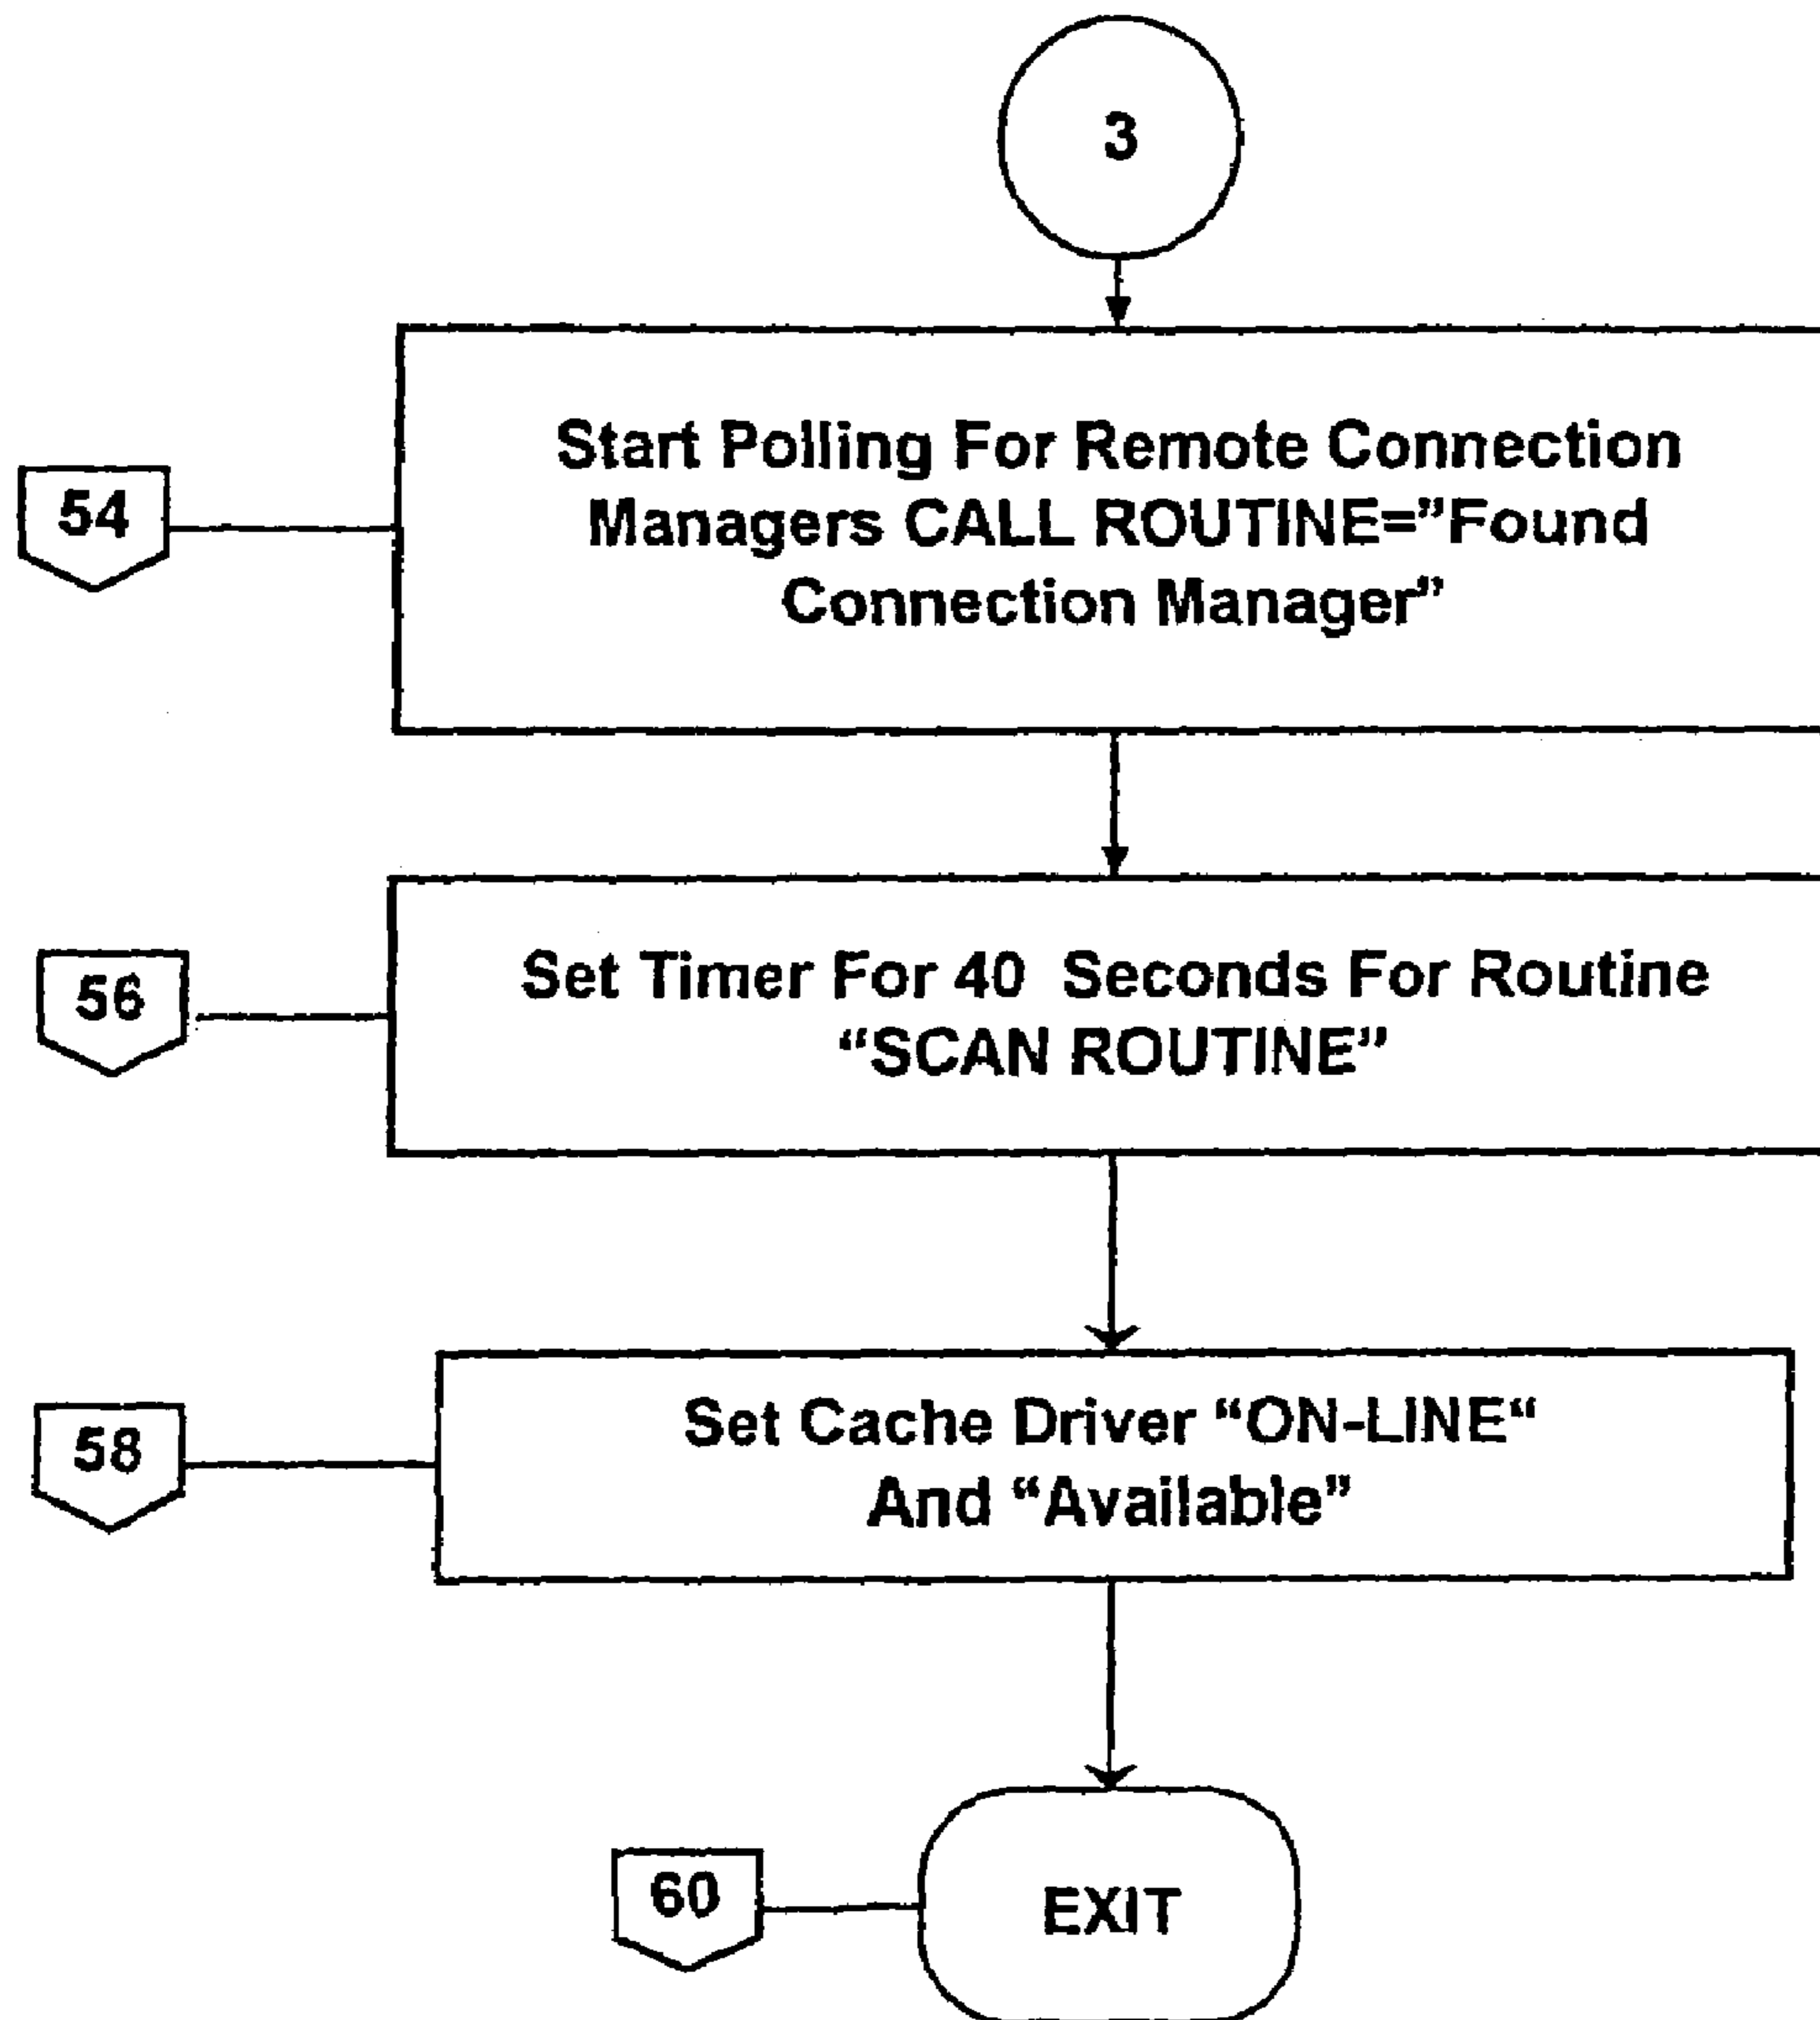 3
54
Start Polling For Remote Connection
Managers CALL ROUTINE=”Found
Connection Manager”
56
Set Timer For 40 Seconds For Routine
“SCAN ROUTINE”
58
Set Cache Driver “ON-LINE“
And “Available”
60
EXIT